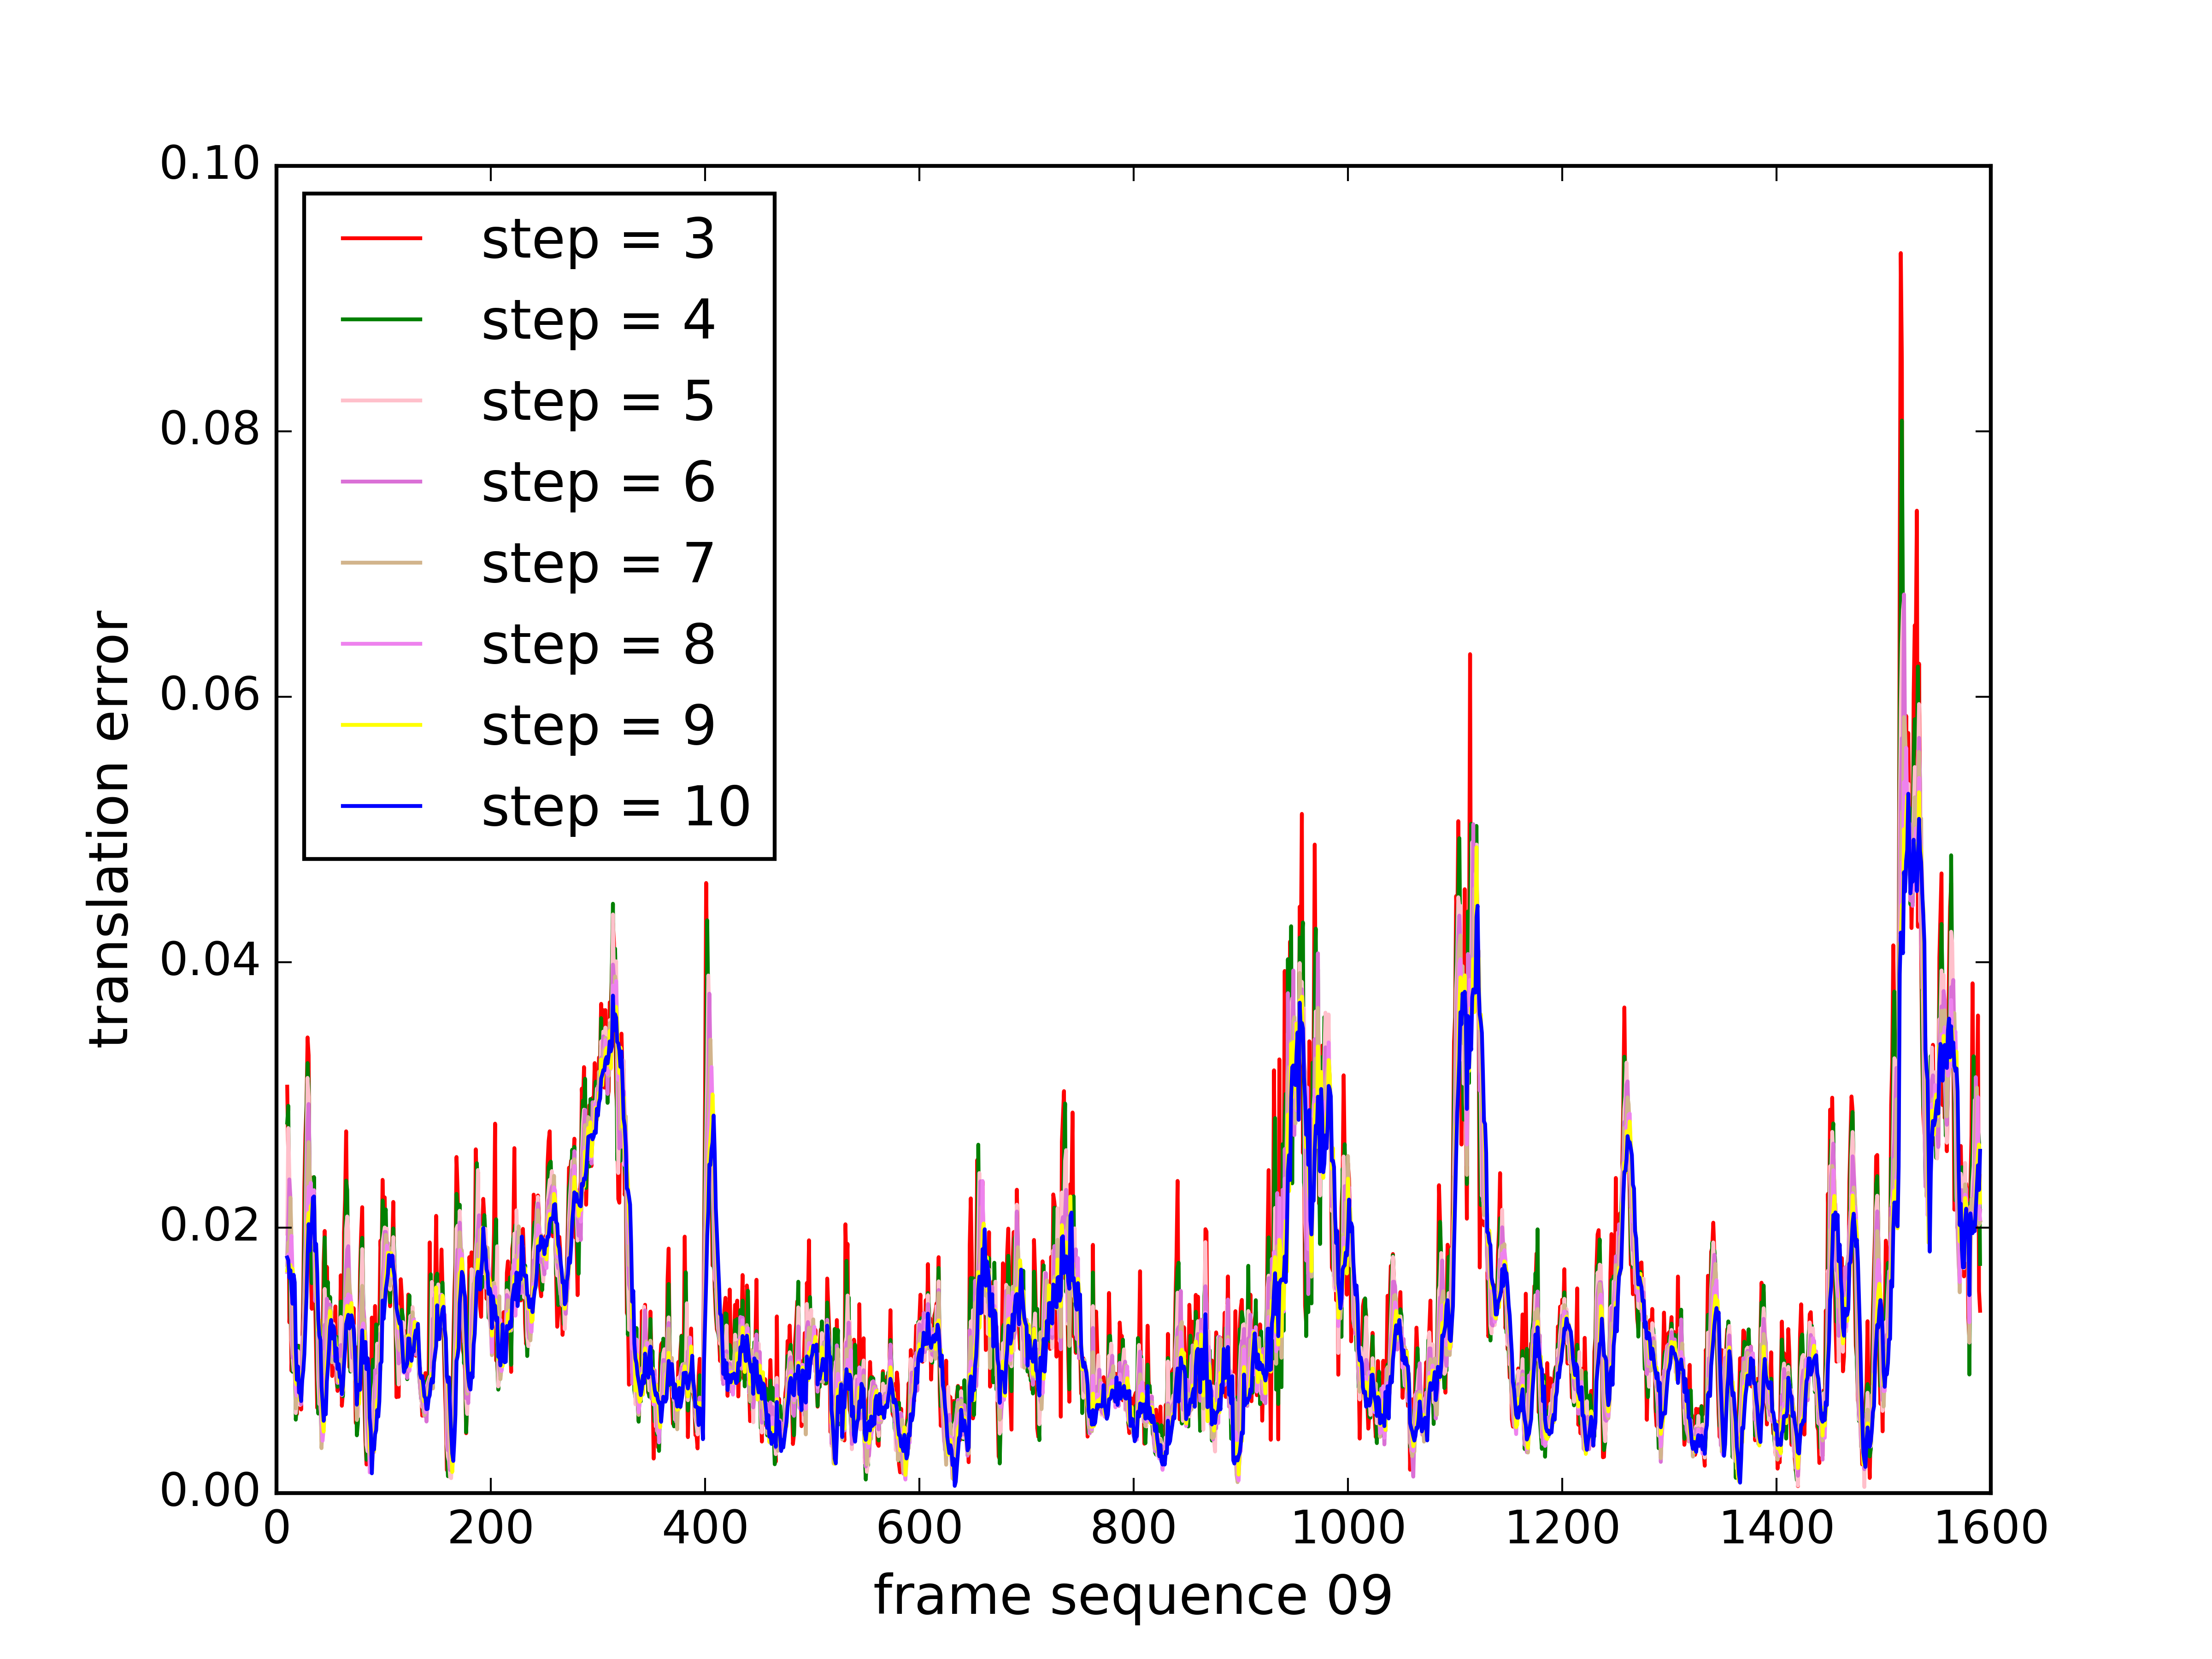 0.10
0.08
0.06
0.04
0.02
0.00
translation error
step = 3
step = 4
step = 5
step = 6
step = 7
step = 8
step = 9
step = 10
0 200 400 600 800 1000 1200 1400 1600
frame sequence 09